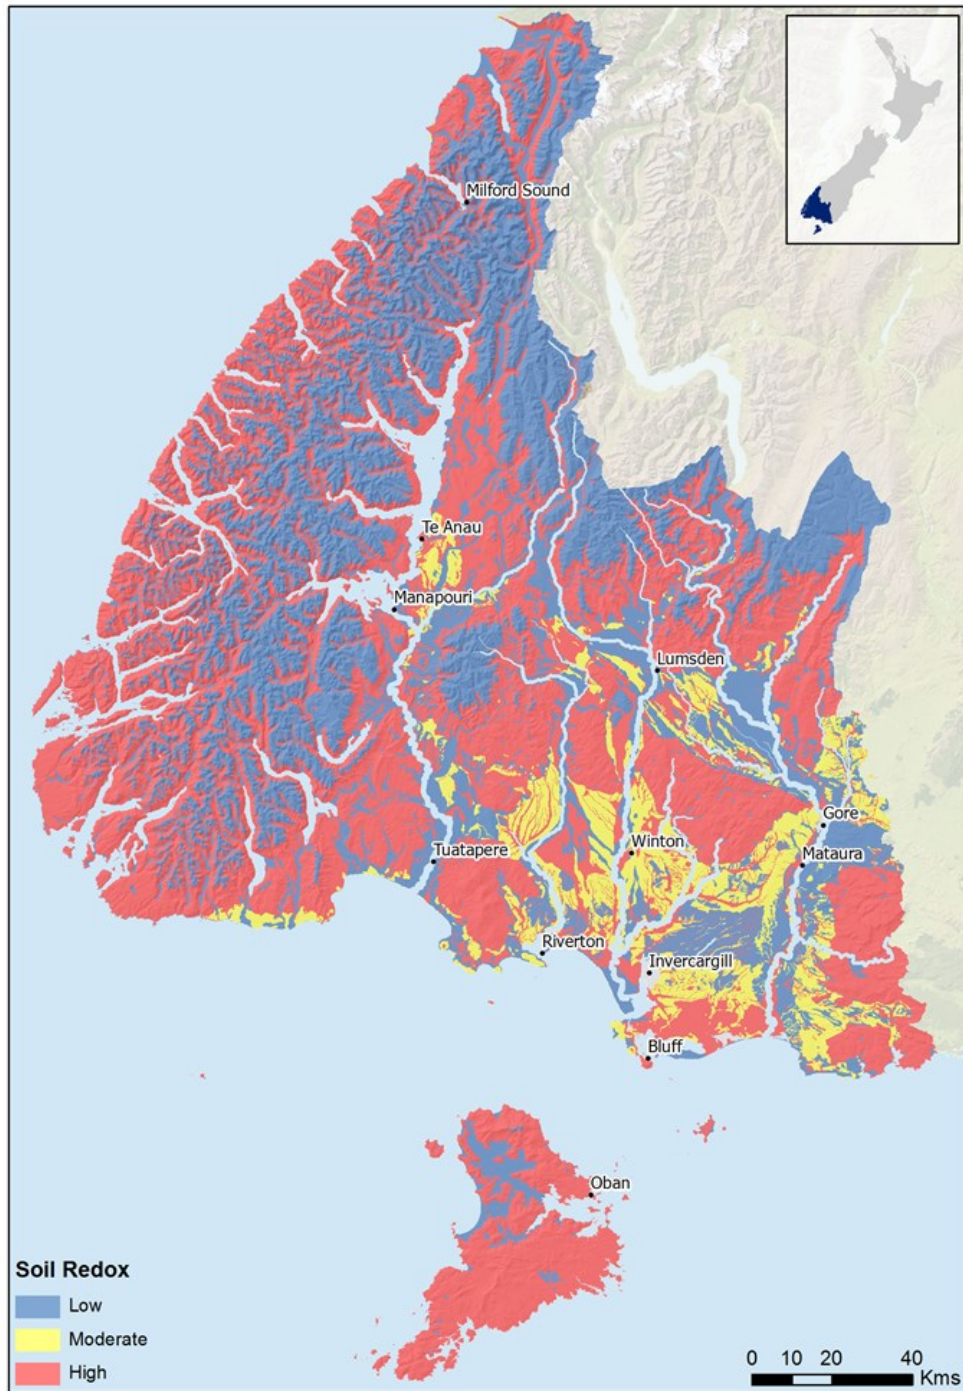 Milford Sound
Te Anau
Manapouri
Lumsden
Gore
Winton
Mataura
Tuatapere
Riverton
Invercargill
Bluff
Oban
Soil Redox
Low
Moderate
High
0 10 20 40
Kms